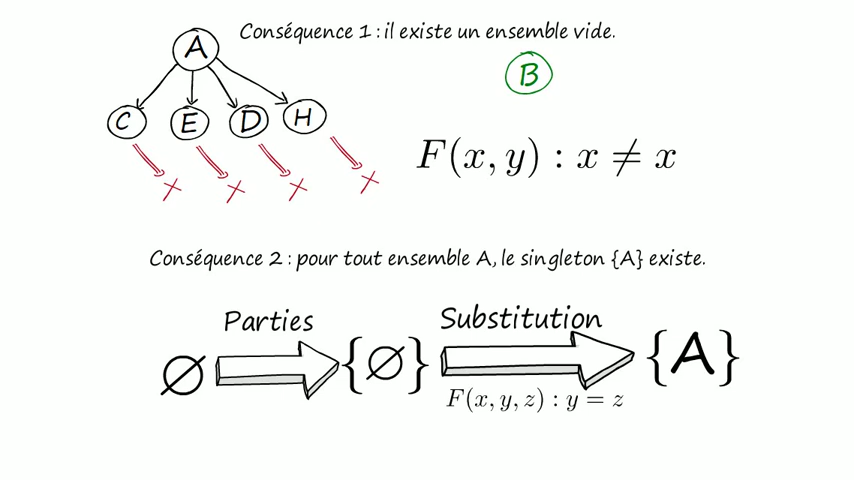 Conséquence 1 : il existe un ensemble vide.
A
B
C E D H
F(x, y) : x ≠ x
Conséquence 2 : pour tout ensemble A, le singleton {A} existe.
Parties Substitution
∅ {∅} {A}
F(x, y, z) : y = z